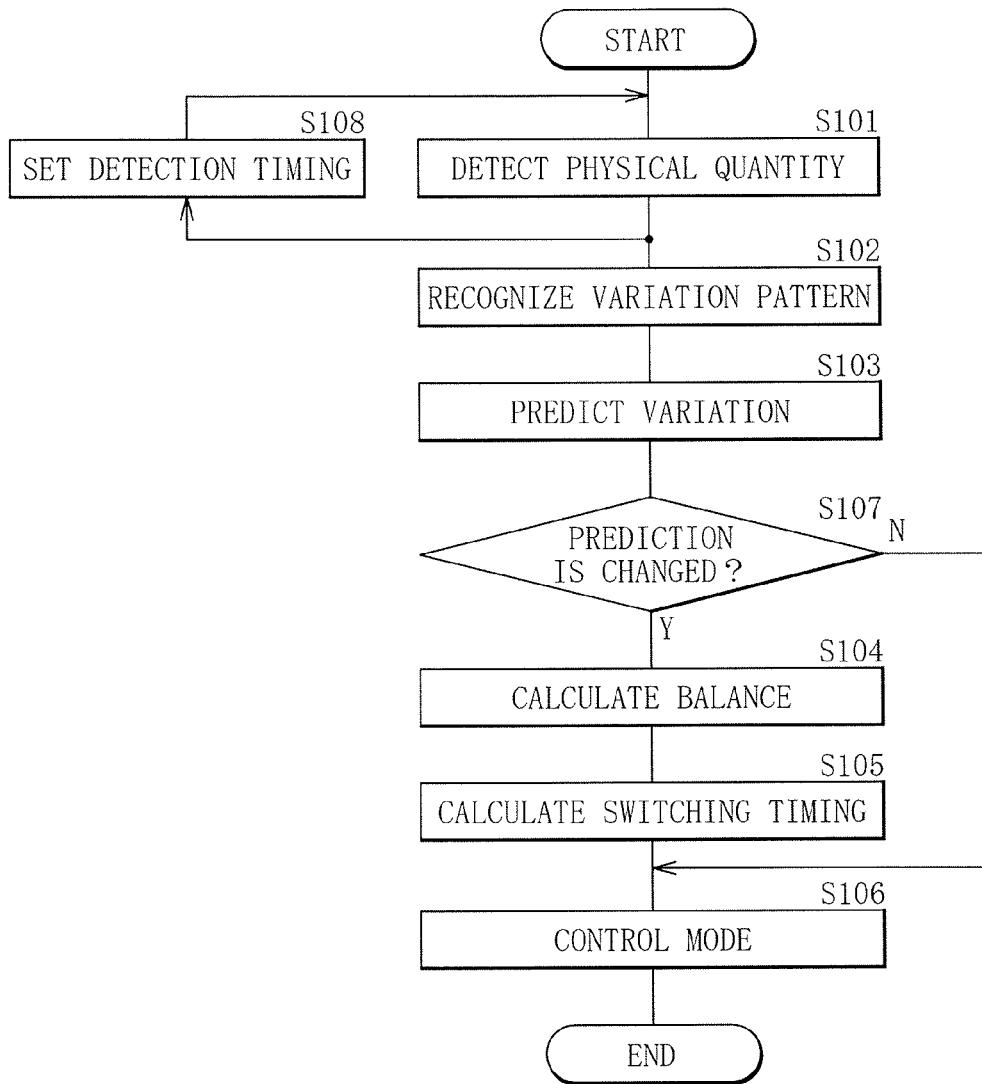 START
S108
SET DETECTION TIMING
S101
DETECT PHYSICAL QUANTITY
S102
RECOGNIZE VARIATION PATTERN
S103
PREDICT VARIATION
S107
PREDICTION
IS CHANGED?
N
Y
S104
CALCULATE BALANCE
S105
CALCULATE SWITCHING TIMING
S106
CONTROL MODE
END